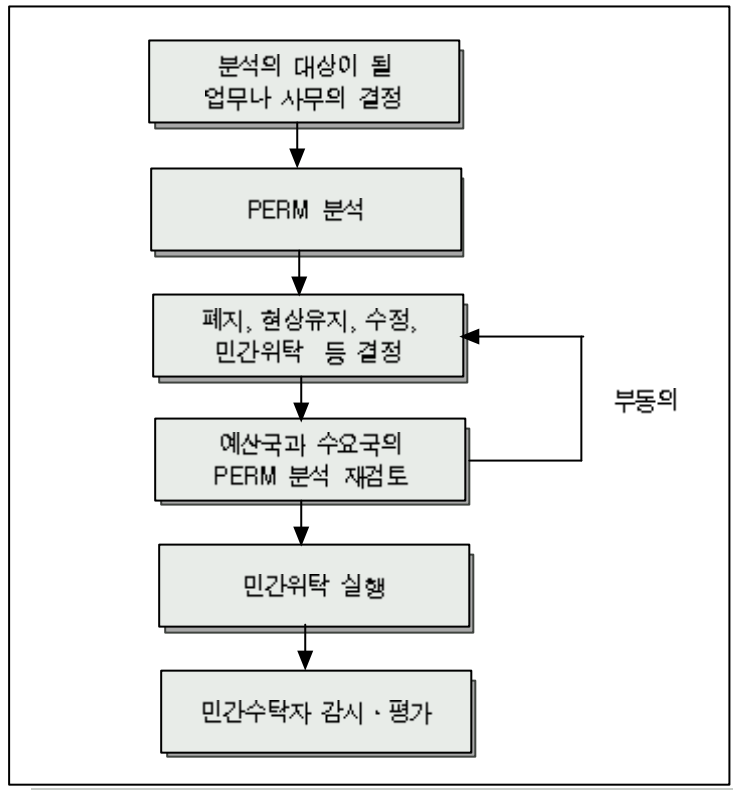 분석의 대상이 될
업무나 사무의 결정
PERM 분석
폐지, 현상유지, 수정,
민간위탁 등 결정
부동의
예산국과 수요국의
PERM 분석 재검토
민간위탁 실행
민간수탁자 감시·평가